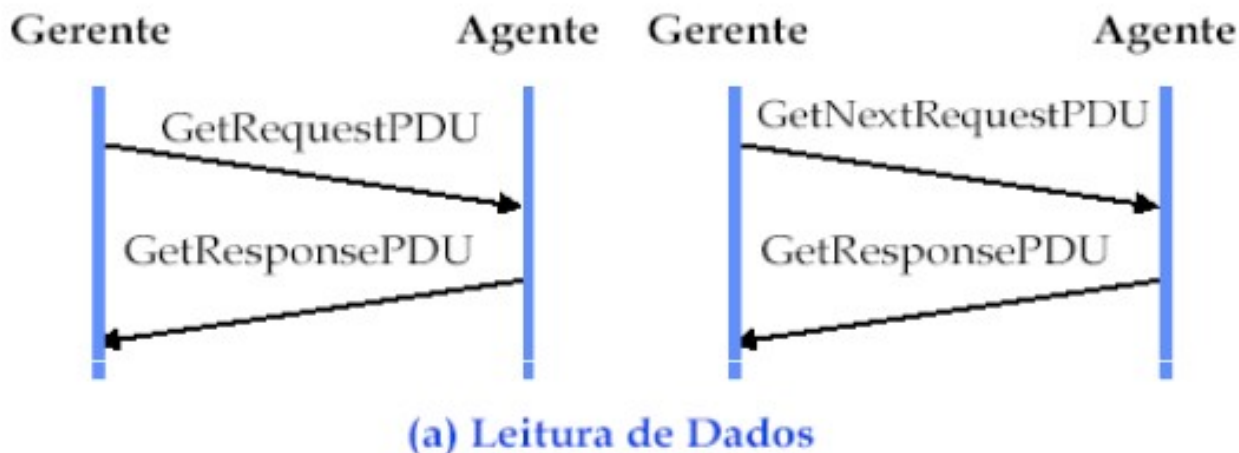 Gerente Agente Gerente Agente
GetRequestPDU GetNextRequestPDU
GetResponsePDU GetResponsePDU
(a) Leitura de Dados